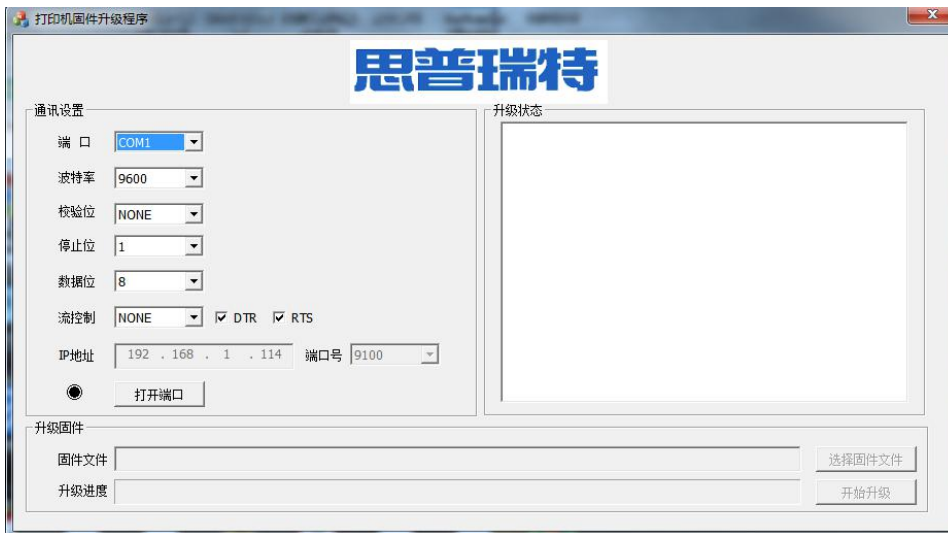 打印机固件升级程序
思普瑞特
通讯设置
端 口 COM1
波特率 9600
校验位 NONE
停止位 1
数据位 8
流控制 NONE DTR RTS
IP地址 192 . 168 . 1 . 114 端口号 9100
打开端口
升级状态
升级固件
固件文件 选择固件文件
升级进度 开始升级